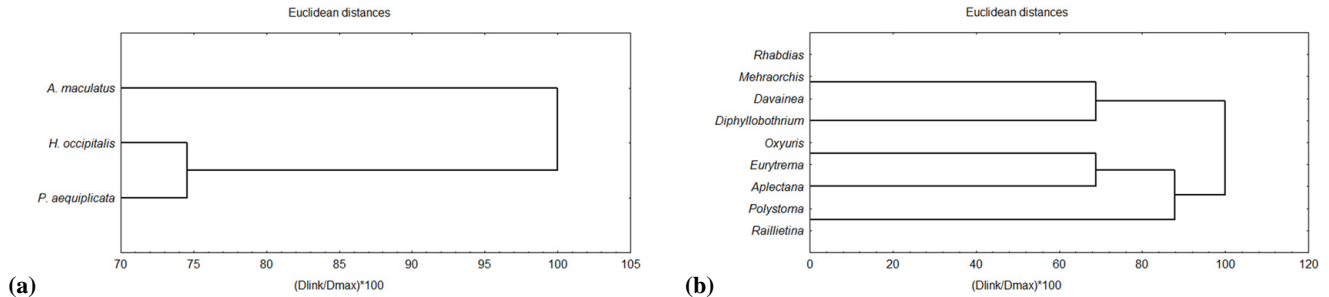 Euclidean distances
A. maculatus
H. occipitalis
P. aequiplicata
70 75 80 85 90 95 100 105
(Dlink/Dmax)*100
(a)
Euclidean distances
Rhabdias
Mehraorchis
Davainea
Diphyllobothrium
Oxyuris
Eurytrema
Aplectana
Polystoma
Raillietina
0 20 40 60 80 100 120
(Dlink/Dmax)*100
(b)